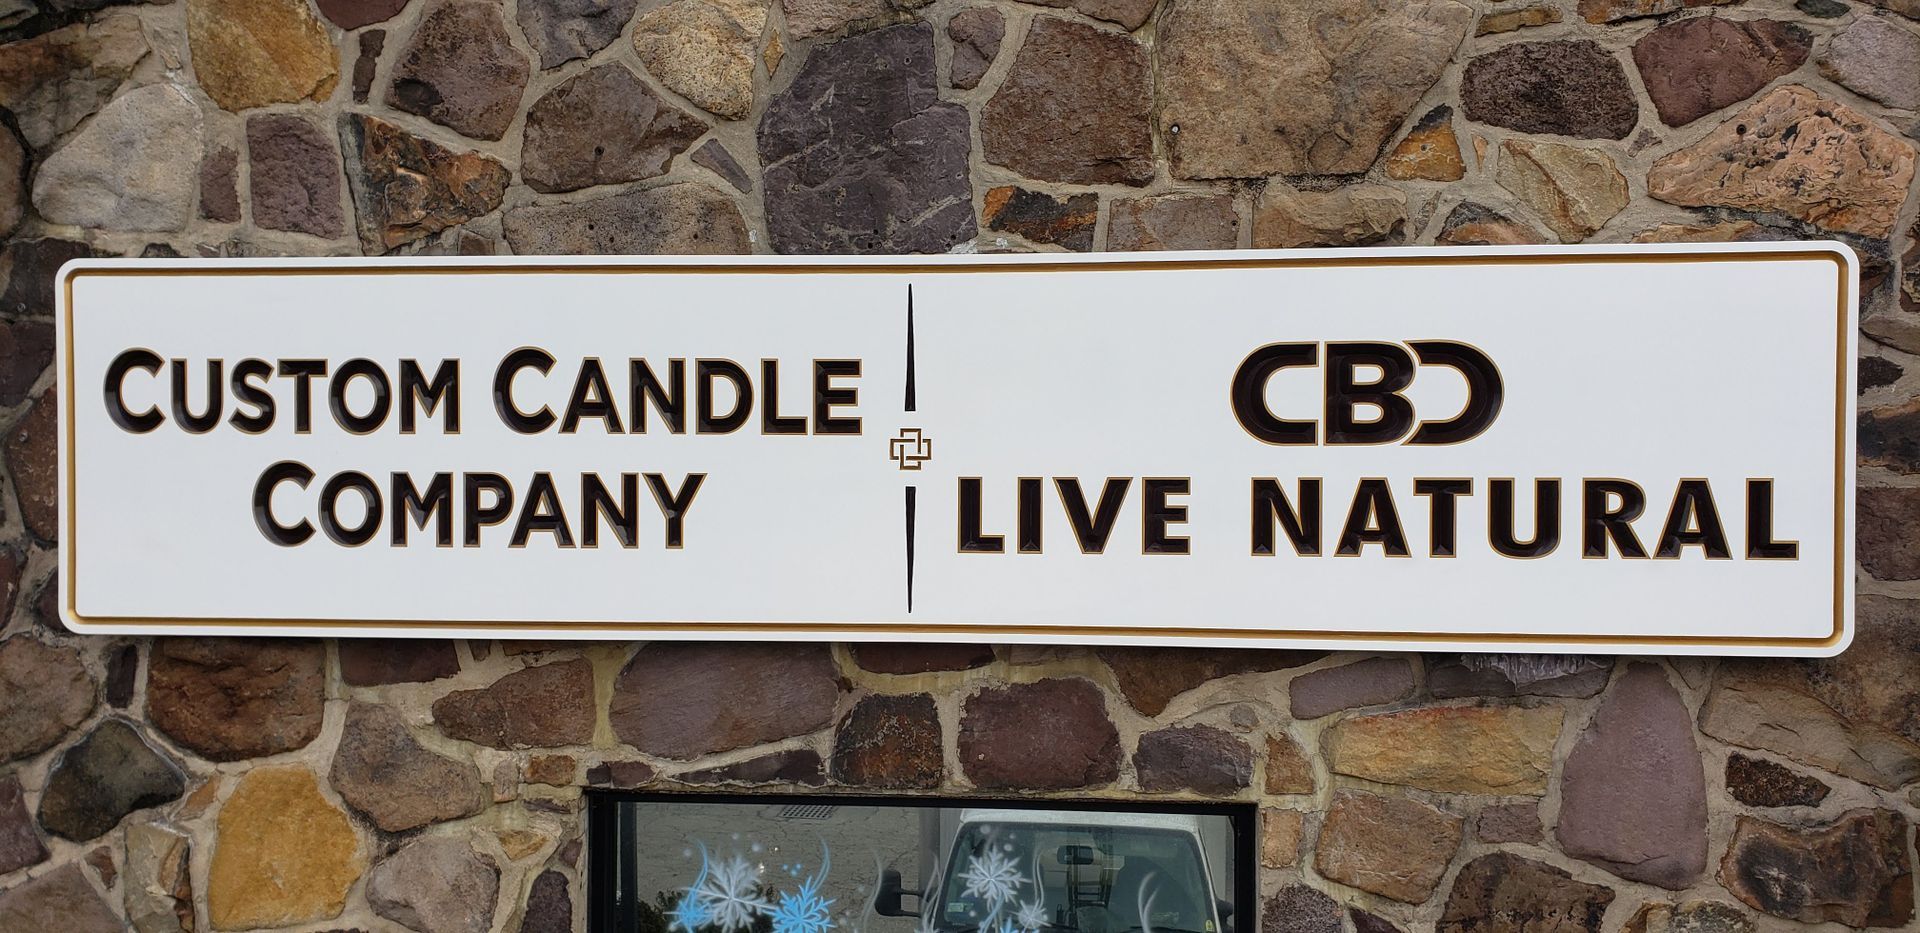 CUSTOM CANDLE
COMPANY
CBD
LIVE NATURAL